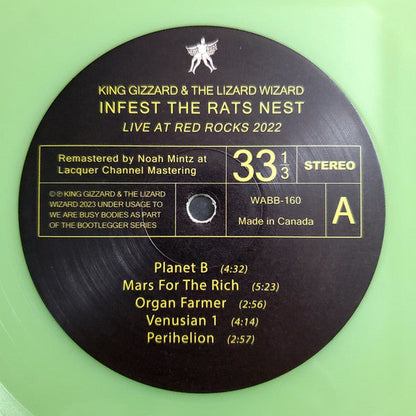 KING GIZZARD & THE LIZARD WIZARD
INFEST THE RATS NEST
LIVE AT RED ROCKS 2022
Remastered by Noah Mintz at
Lacquer Channel Mastering
33 1/3
STEREO
©℗ KING GIZZARD & THE LIZARD
WIZARD 2023 UNDER USAGE TO
WE ARE BUSY BODIES AS PART
OF THE BOOTLEGGER SERIES
WABB-160
Made in Canada
A
Planet B (4:32)
Mars For The Rich (5:23)
Organ Farmer (2:56)
Venusian 1 (4:14)
Perihelion (2:57)